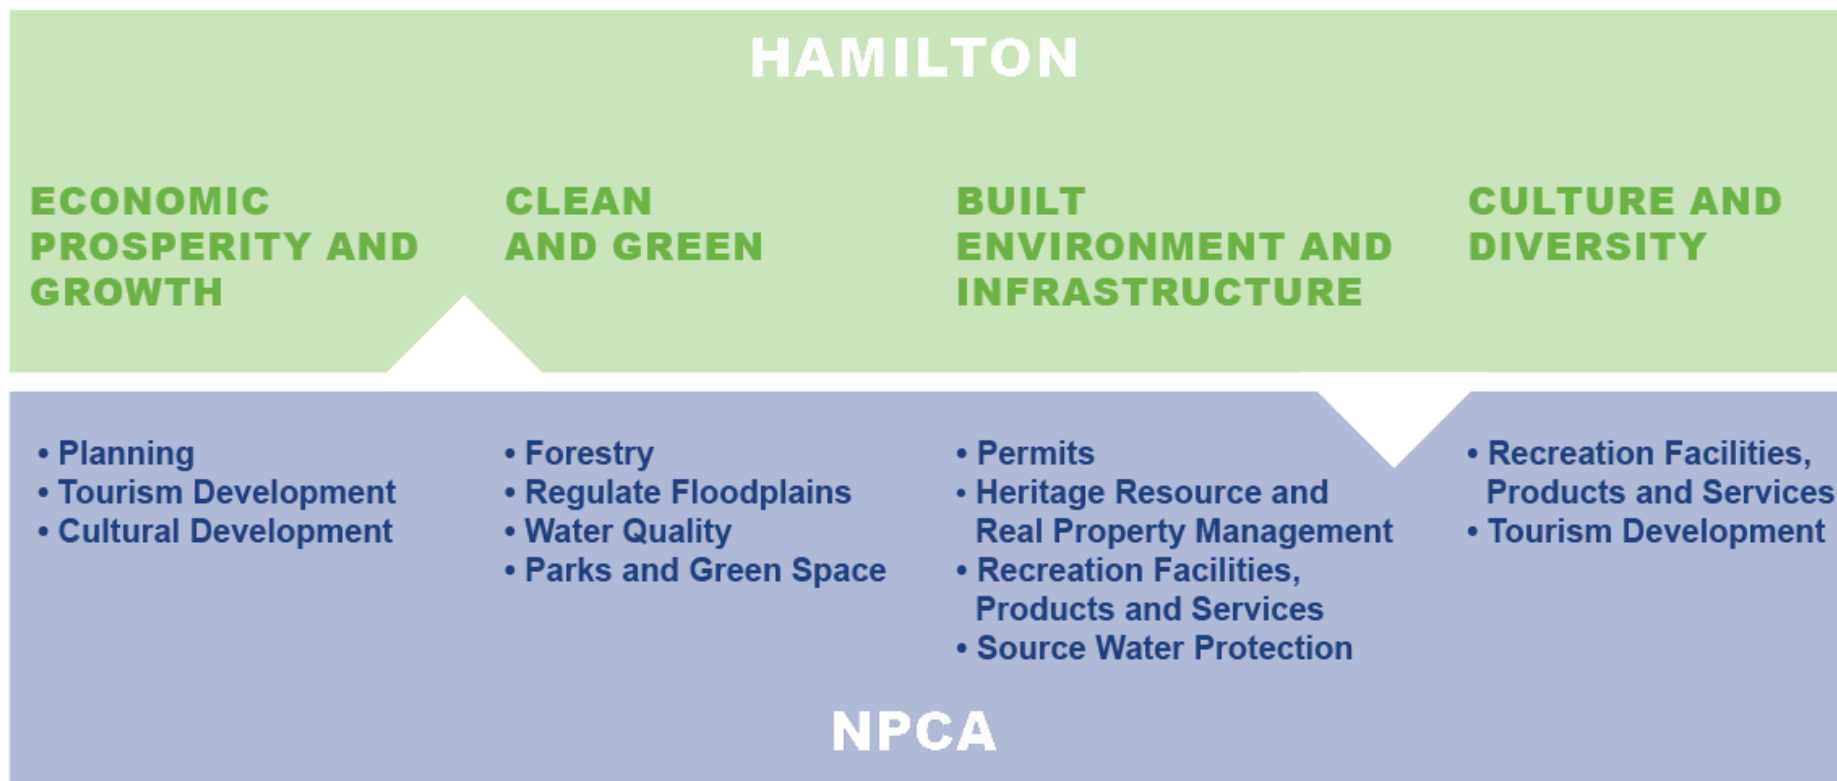 HAMILTON
ECONOMIC
PROSPERITY AND
GROWTH
CLEAN
AND GREEN
BUILT
ENVIRONMENT AND
INFRASTRUCTURE
CULTURE AND
DIVERSITY
• Planning
• Tourism Development
• Cultural Development
• Forestry
• Regulate Floodplains
• Water Quality
• Parks and Green Space
• Permits
• Heritage Resource and
Real Property Management
• Recreation Facilities,
Products and Services
• Source Water Protection
• Recreation Facilities,
Products and Services
• Tourism Development
NPCA